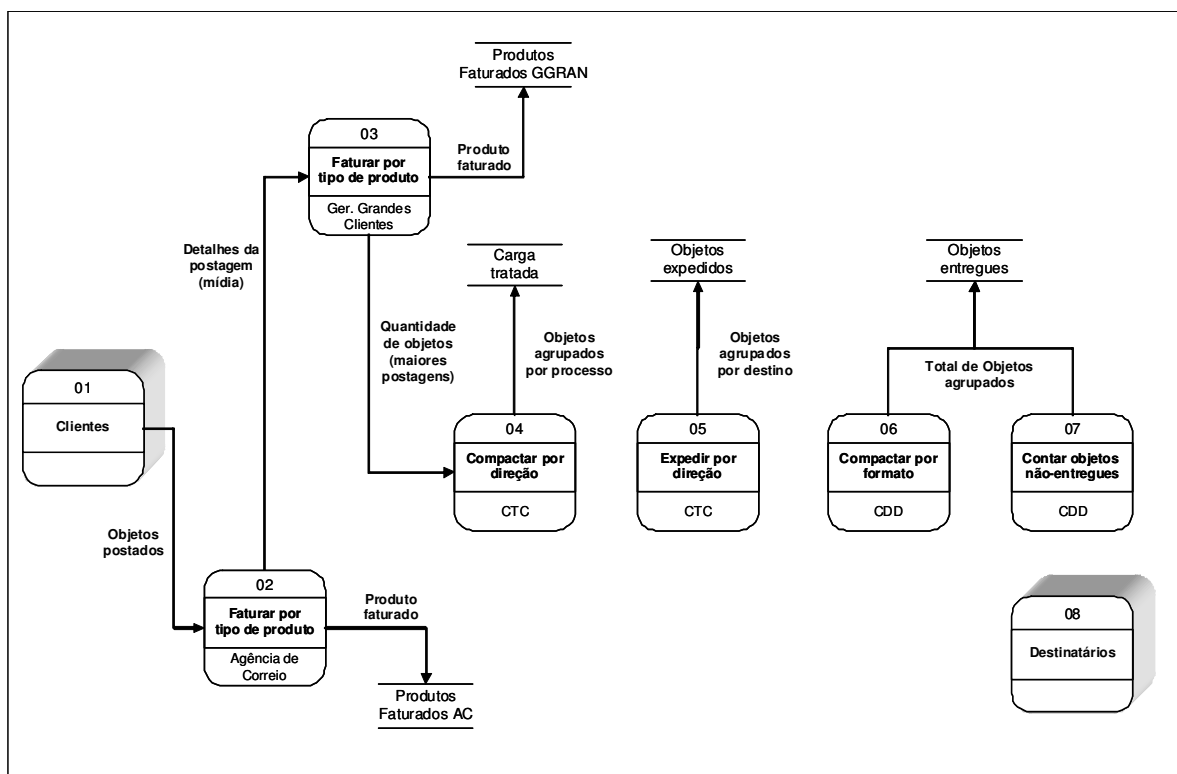 Produtos
Faturados GGRAN
03
Faturar por
tipo de produto
Ger. Grandes
Clientes
Produto
faturado
Detalhes da
postagem
(mídia)
Carga
tratada
Objetos
expedidos
Objetos
entregues
Quantidade
de objetos
(maiores
postagens)
Objetos
agrupados
por processo
Objetos
agrupados
por destino
Total de Objetos
agrupados
01
Clientes
04
Compactar por
direção
CTC
05
Expedir por
direção
CTC
06
Compactar por
formato
CDD
07
Contar objetos
não-entregues
CDD
Objetos
postados
02
Faturar por
tipo de produto
Agência de
Correio
Produto
faturado
Produtos
Faturados AC
08
Destinatários